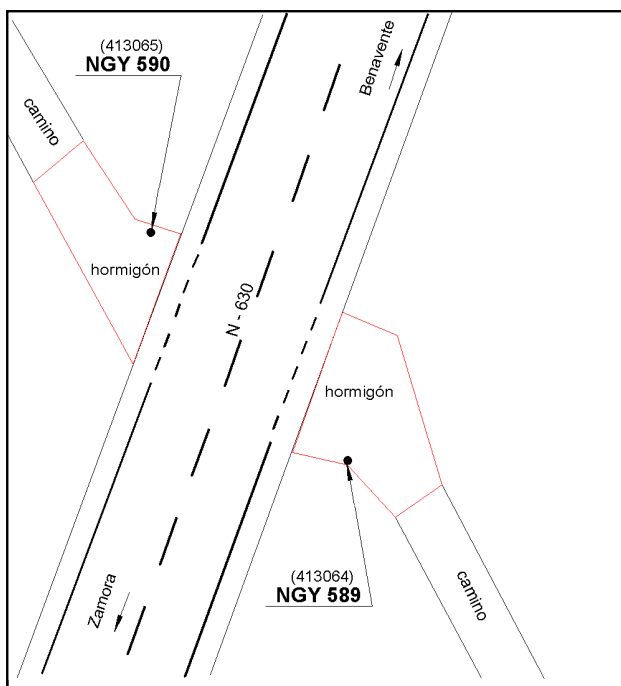 (413065)
NGY 590
Benavente
camino
hormigón
N - 630
hormigón
(413064)
NGY 589
Zamora
camino